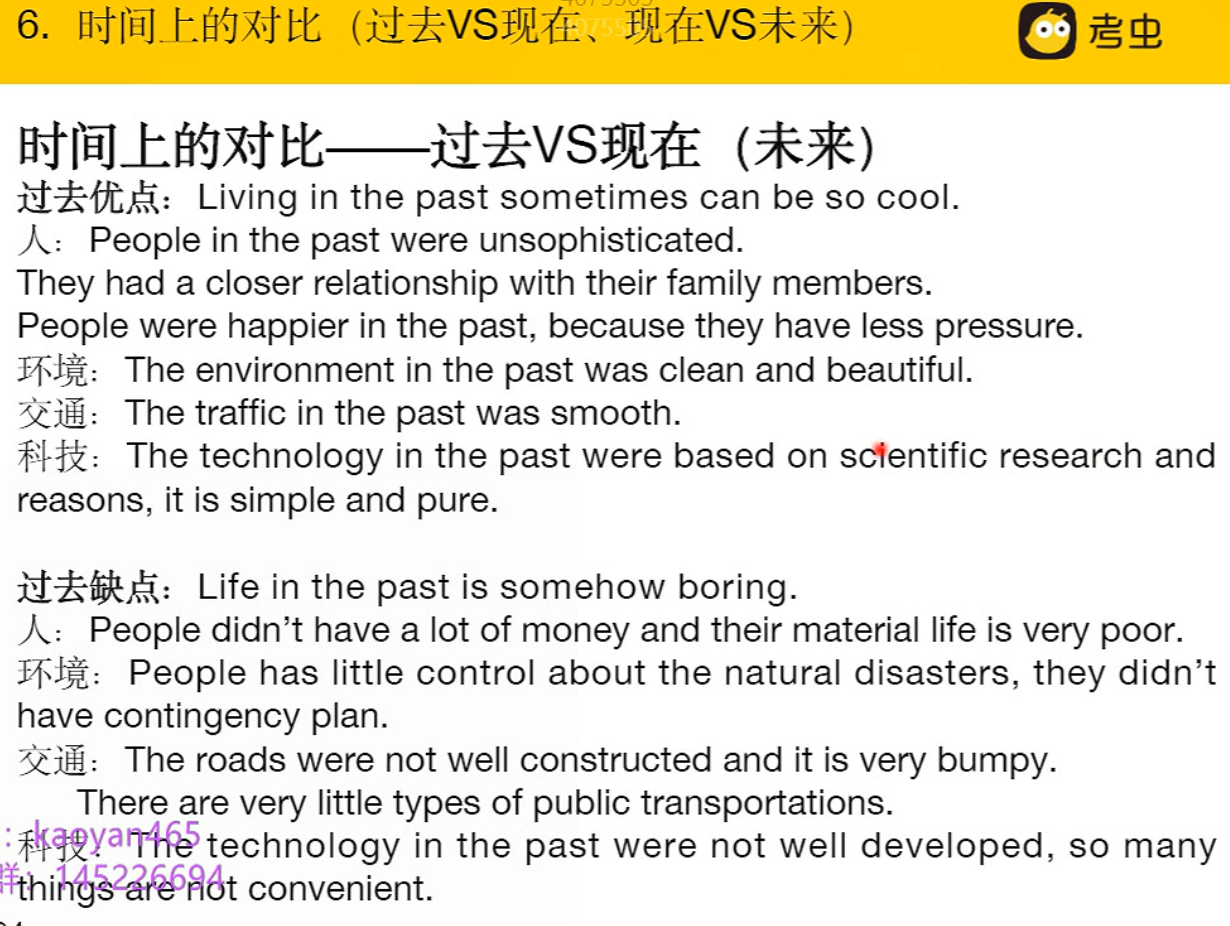 6. 时间上的对比（过去VS现在、现在VS未来）
考虫
时间上的对比——过去VS现在（未来）
过去优点：Living in the past sometimes can be so cool.
人：People in the past were unsophisticated.
They had a closer relationship with their family members.
People were happier in the past, because they have less pressure.
环境：The environment in the past was clean and beautiful.
交通：The traffic in the past was smooth.
科技：The technology in the past were based on scientific research and
reasons, it is simple and pure.
过去缺点：Life in the past is somehow boring.
人：People didn't have a lot of money and their material life is very poor.
环境：People has little control about the natural disasters, they didn't
have contingency plan.
交通：The roads were not well constructed and it is very bumpy.
There are very little types of public transportations.
：kaoyan465
科技：The technology in the past were not well developed, so many
群：145226694
things are not convenient.